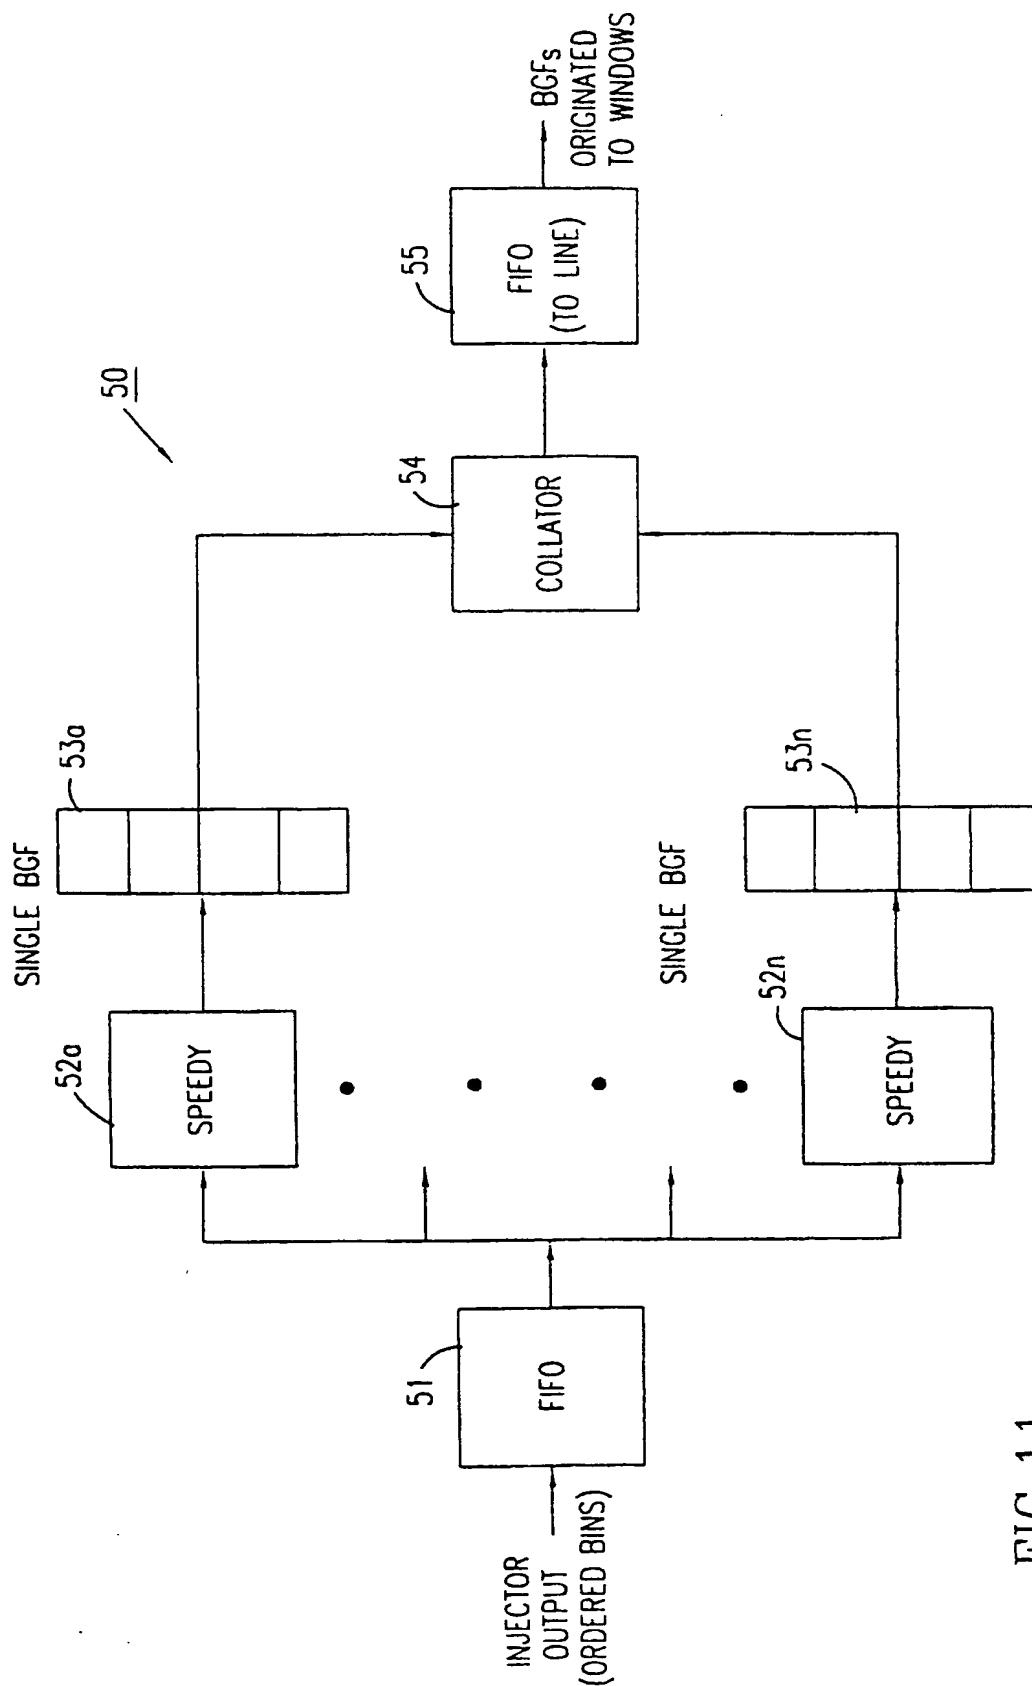 INJECTOR
OUTPUT
(ORDERED BINS)
51
FIFO
52a
SPEEDY
SINGLE BGF
53a
52n
SPEEDY
SINGLE BGF
53n
50
54
COLLATOR
55
FIFO
(TO LINE)
BGFs
ORIGINATED
TO WINDOWS
FIG. 11